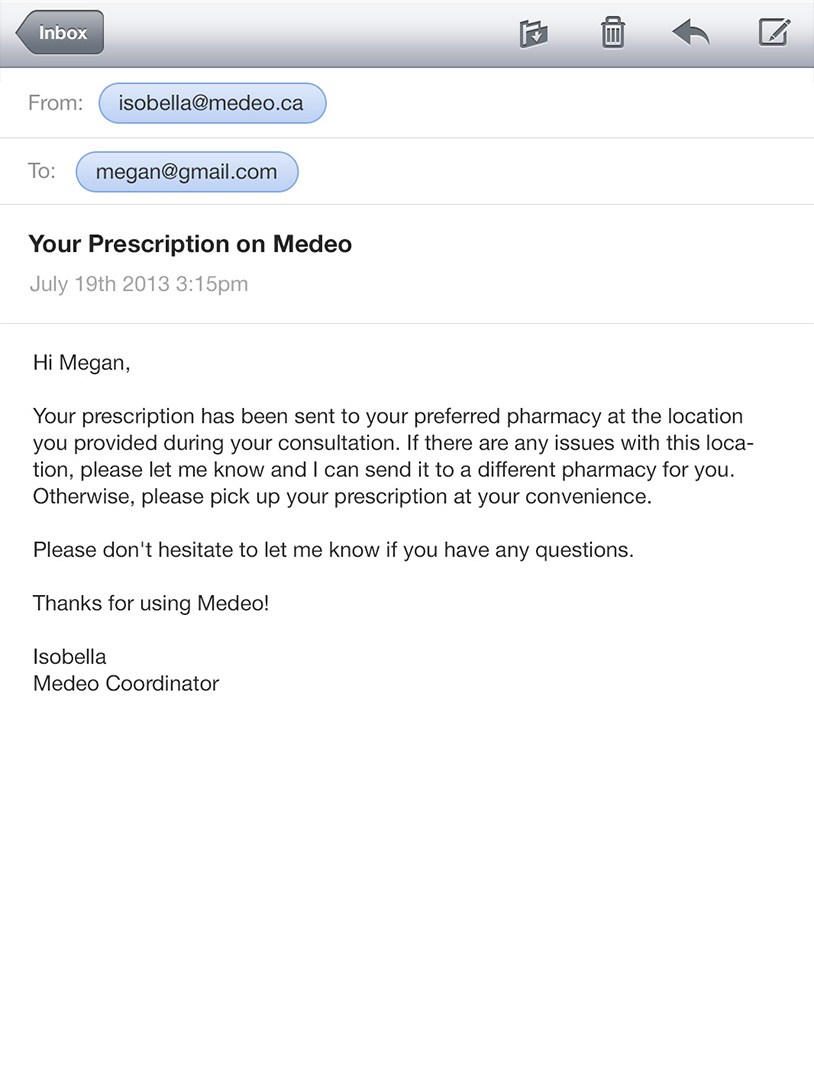 Inbox
From: isobella@medeo.ca
To: megan@gmail.com
Your Prescription on Medeo
July 19th 2013 3:15pm
Hi Megan,
Your prescription has been sent to your preferred pharmacy at the location
you provided during your consultation. If there are any issues with this loca-
tion, please let me know and I can send it to a different pharmacy for you.
Otherwise, please pick up your prescription at your convenience.
Please don't hesitate to let me know if you have any questions.
Thanks for using Medeo!
Isobella
Medeo Coordinator